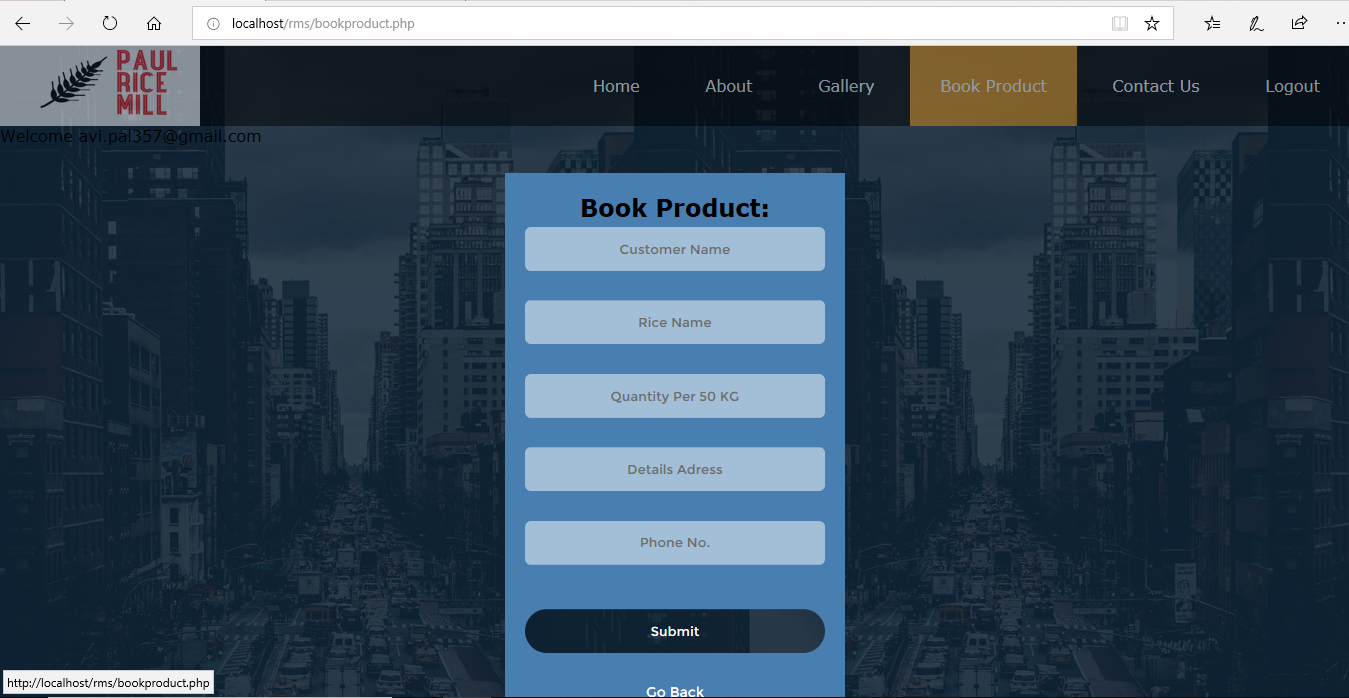 localhost/rms/bookproduct.php
PAUL
RICE
MILL
Home About Gallery Book Product Contact Us Logout
Welcome avi.pal357@gmail.com
Book Product:
Customer Name
Rice Name
Quantity Per 50 KG
Details Adress
Phone No.
Submit
Go Back
http://localhost/rms/bookproduct.php